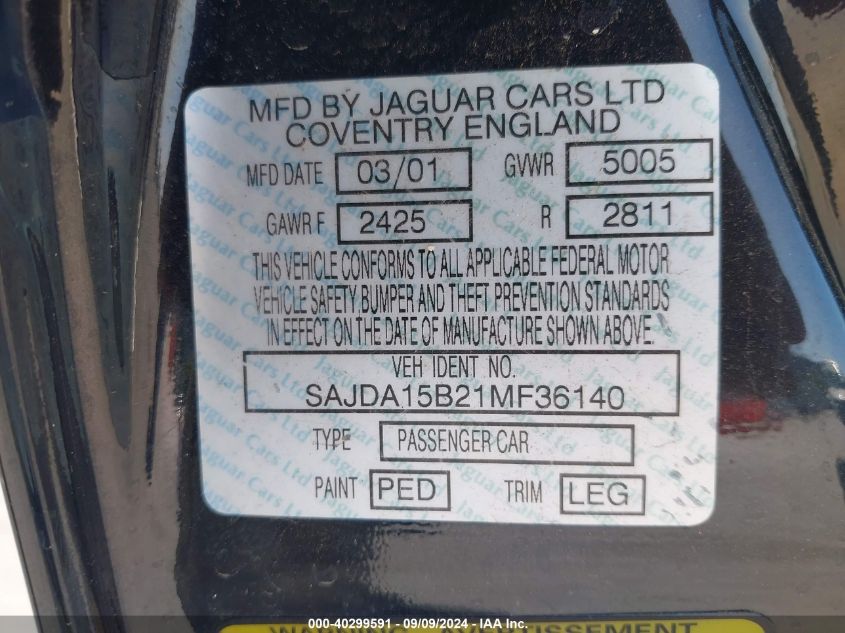 MFD BY JAGUAR CARS LTD
COVENTRY ENGLAND
MFD DATE 03/01 GVWR 5005
GAWR F 2425 R 2811
THIS VEHICLE CONFORMS TO ALL APPLICABLE FEDERAL MOTOR
VEHICLE SAFETY BUMPER AND THEFT PREVENTION STANDARDS
IN EFFECT ON THE DATE OF MANUFACTURE SHOWN ABOVE.
VEH IDENT NO.
SAJDA15B21MF36140
TYPE PASSENGER CAR
PAINT PED TRIM LEG
WARNING - AVERTISSEMENT
000-40299591 - 09/09/2024 - IAA Inc.